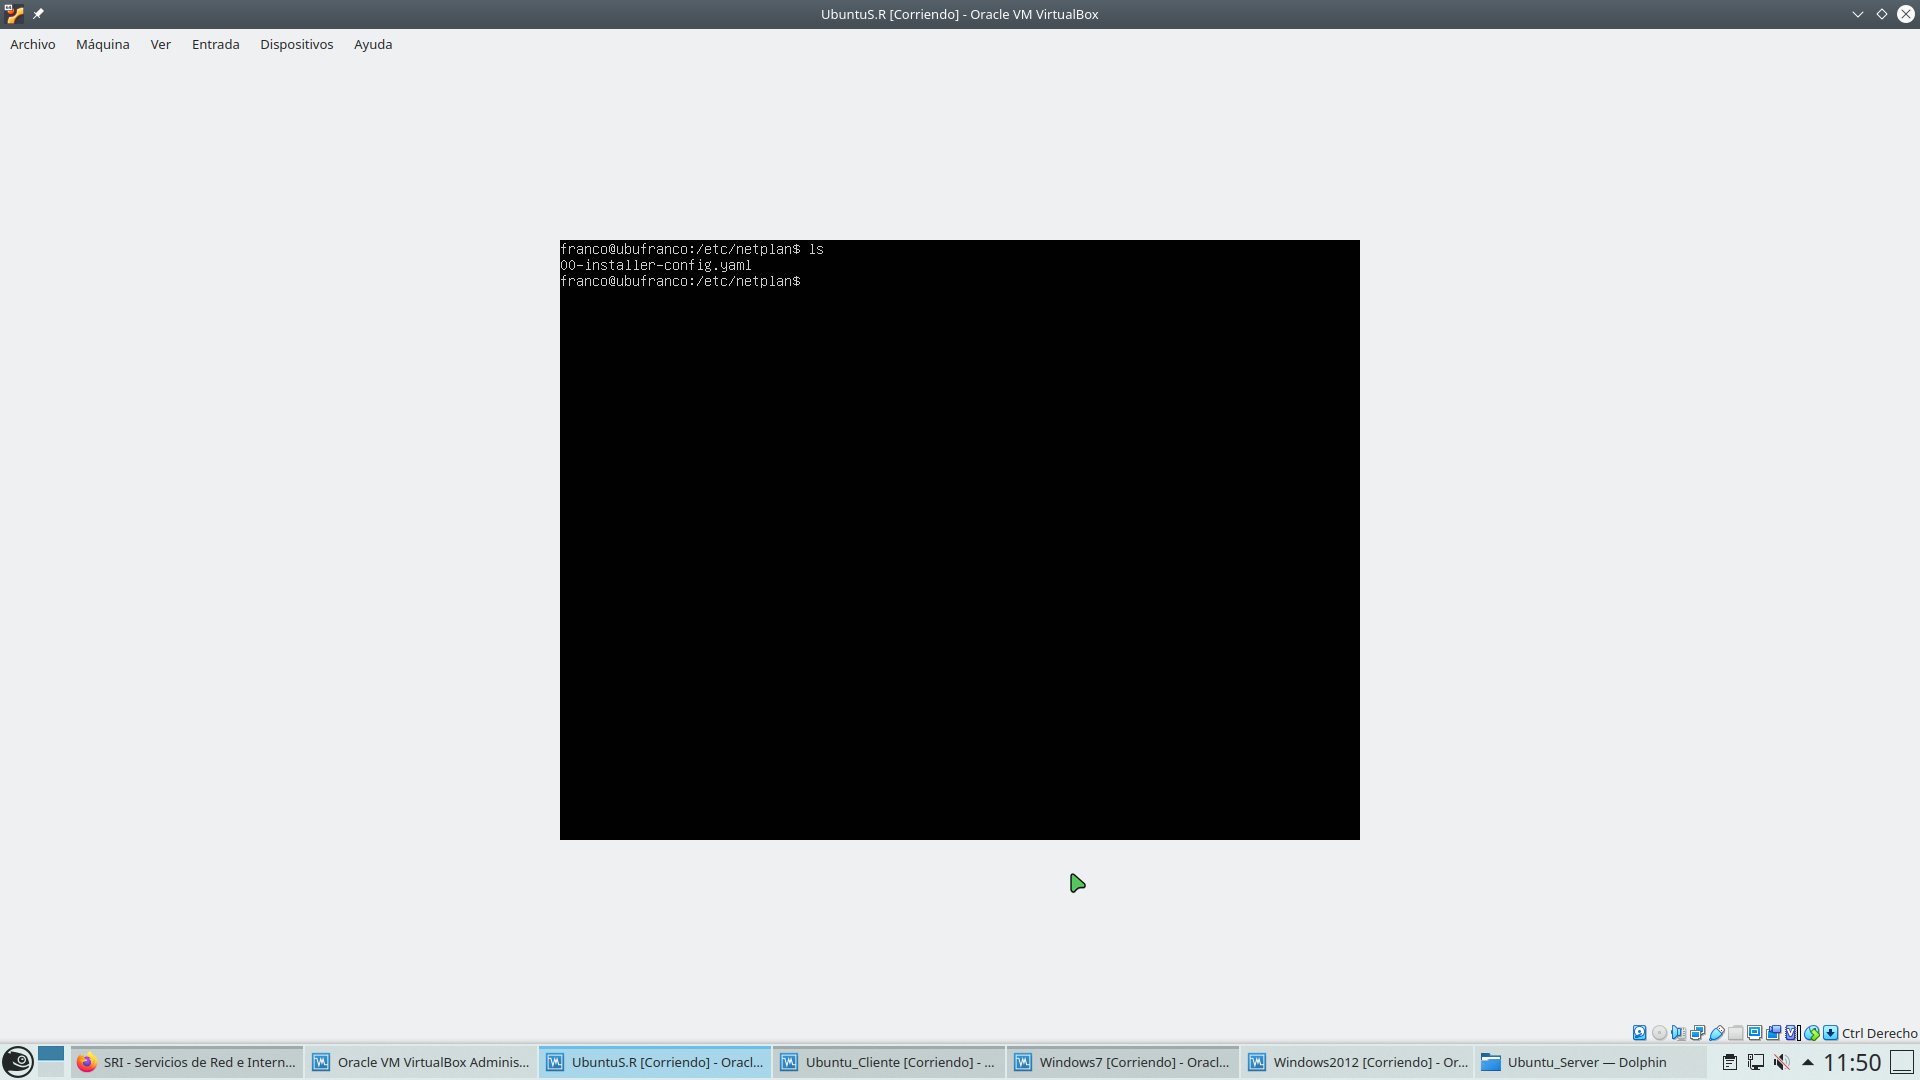 UbuntuS.R [Corriendo] - Oracle VM VirtualBox
Archivo Máquina Ver Entrada Dispositivos Ayuda
franco@ubufranco:/etc/netplan$ ls
00-installer-config.yaml
franco@ubufranco:/etc/netplan$
Ctrl Derecho
SRI - Servicios de Red e Intern... Oracle VM VirtualBox Adminis... UbuntuS.R [Corriendo] - Oracl... Ubuntu_Cliente [Corriendo] - ... Windows7 [Corriendo] - Oracl... Windows2012 [Corriendo] - Or... Ubuntu_Server — Dolphin 11:50